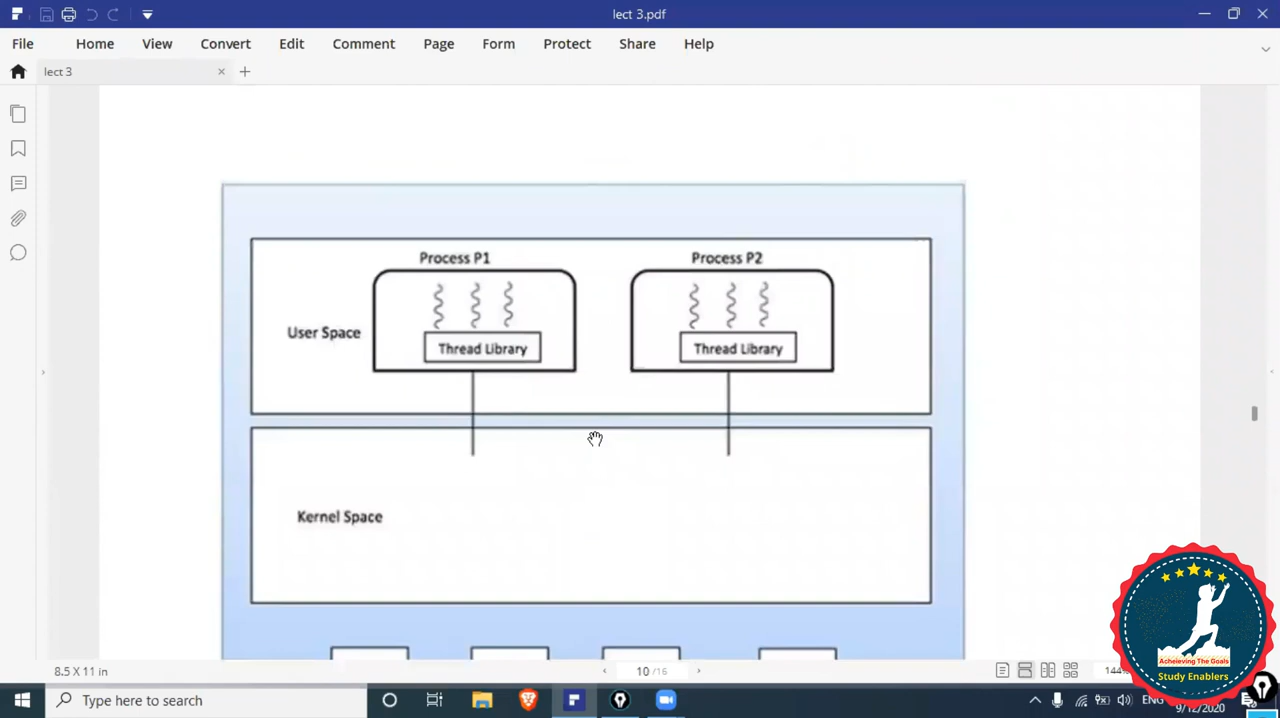 lect 3.pdf
File Home View Convert Edit Comment Page Form Protect Share Help
lect 3
Process P1 Process P2
User Space
Thread Library Thread Library
Kernel Space
Acheieving The Goals
Study Enablers
8.5 X 11 in
10 /16
144%
Type here to search
ENG
9/12/2020